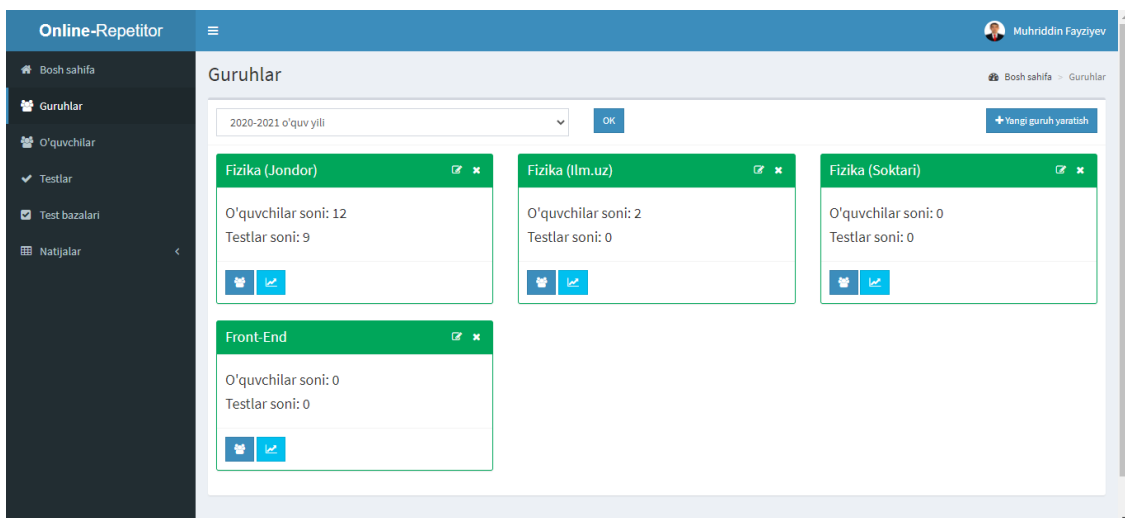 Online-Repetitor
Muhriddin Fayziyev
Bosh sahifa
Guruhlar
O'quvchilar
Testlar
Test bazalari
Natijalar
Guruhlar
Bosh sahifa > Guruhlar
2020-2021 o'quv yili
OK
Yangi guruh yaratish
Fizika (Jondor)
O'quvchilar soni: 12
Testlar soni: 9
Fizika (Ilm.uz)
O'quvchilar soni: 2
Testlar soni: 0
Fizika (Soktari)
O'quvchilar soni: 0
Testlar soni: 0
Front-End
O'quvchilar soni: 0
Testlar soni: 0